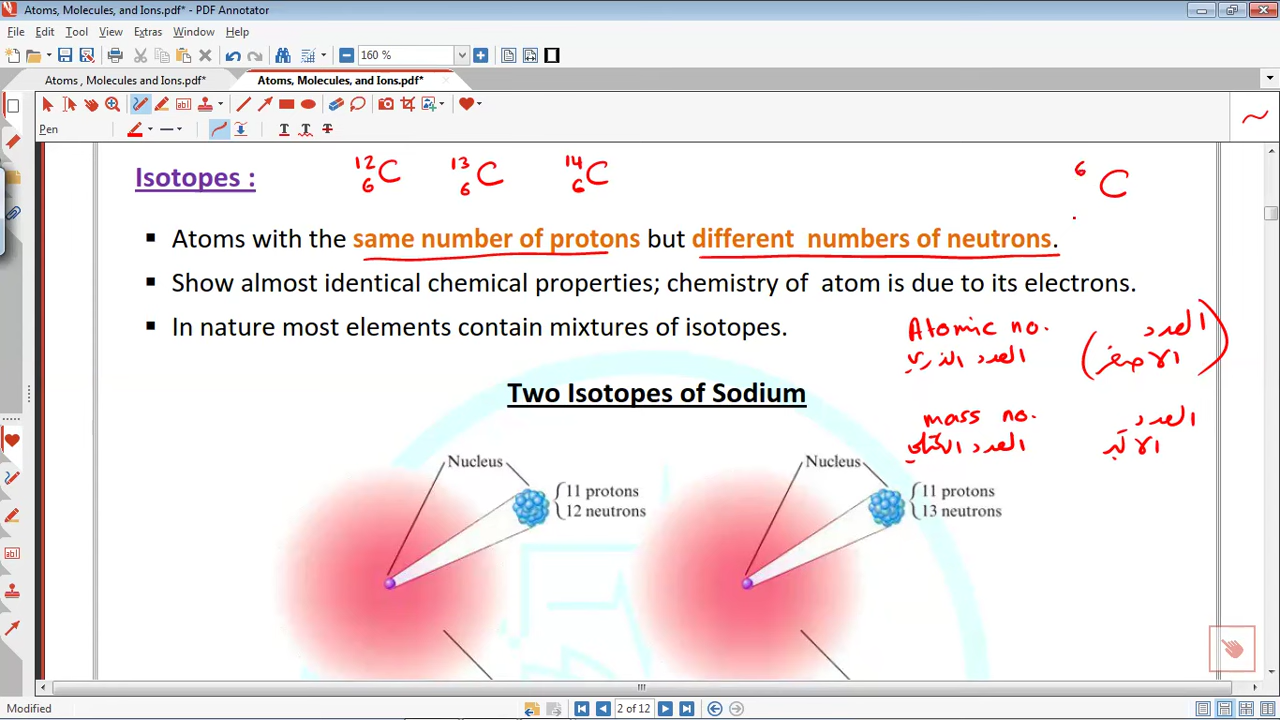 Atoms, Molecules, and Ions.pdf* - PDF Annotator
File Edit Tool View Extras Window Help
160 %
Atoms , Molecules and Ions.pdf*
Atoms, Molecules, and Ions.pdf*
Pen
Isotopes :
12 6 C 13 6 C 14 6 C
6 C
▪ Atoms with the same number of protons but different numbers of neutrons.
▪ Show almost identical chemical properties; chemistry of atom is due to its electrons.
▪ In nature most elements contain mixtures of isotopes.
Atomic no.
العدد الذري
(العدد
الاصغر)
Two Isotopes of Sodium
mass no.
العدد الكتلي
العدد
الاكبر
Nucleus
11 protons
12 neutrons
Nucleus
11 protons
13 neutrons
Modified
2 of 12